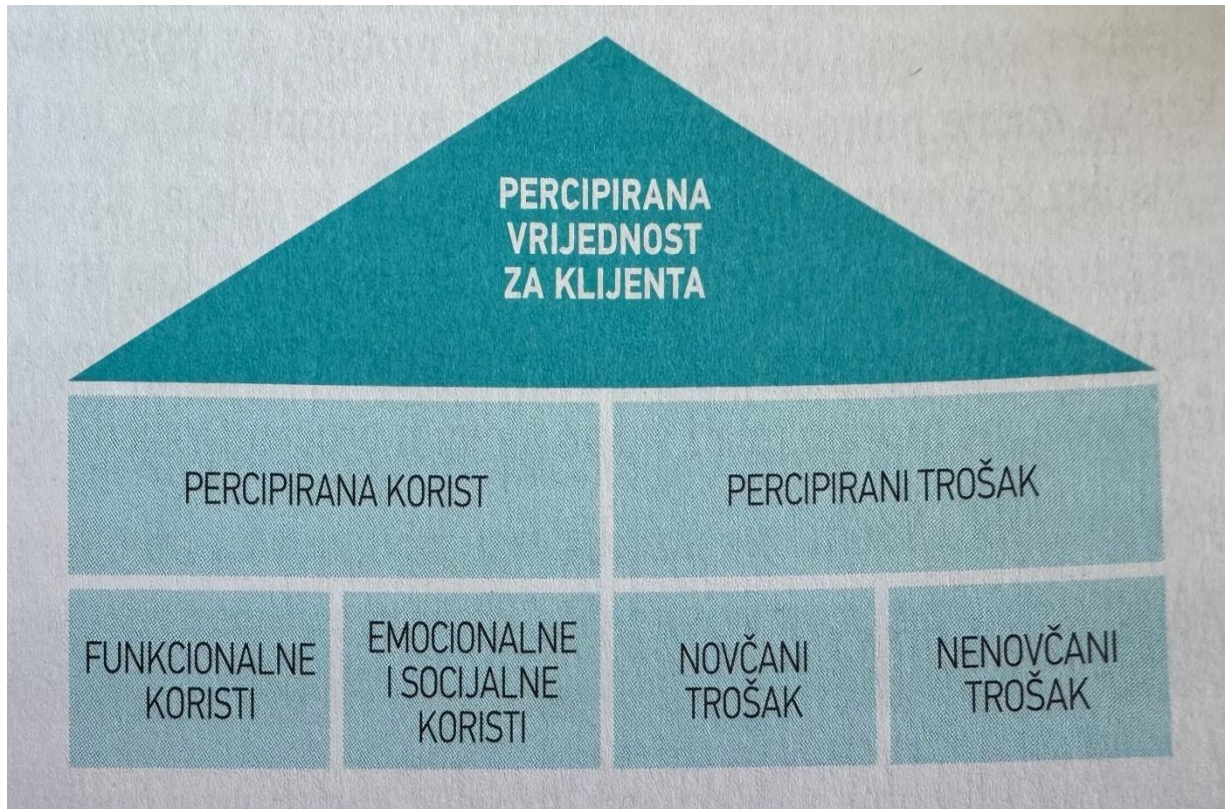 PERCIPIRANA
VRIJEDNOST
ZA KLIJENTA
PERCIPIRANA KORIST
PERCIPIRANI TROŠAK
FUNKCIONALNE
KORISTI
EMOCIONALNE
I SOCIJALNE
KORISTI
NOVČANI
TROŠAK
NENOVČANI
TROŠAK